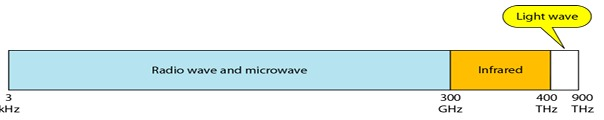 Light wave
Radio wave and microwave
Infrared
3 300 400 900
kHz GHz THz THz